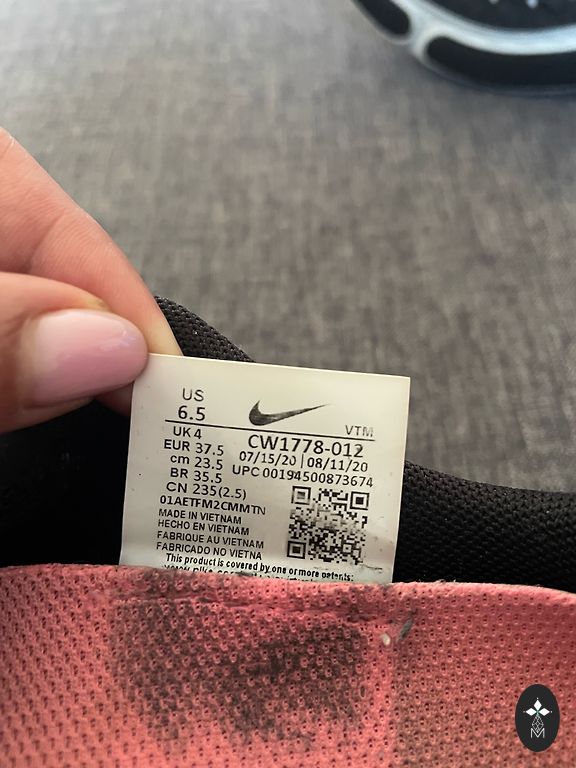 US
6.5
VTM
UK 4
CW1778-012
EUR 37.5
07/15/20 | 08/11/20
cm 23.5
UPC 00194500873674
BR 35.5
CN 235(2.5)
01AETFM2CMMTN
MADE IN VIETNAM
HECHO EN VIETNAM
FABRIQUE AU VIETNAM
FABRICADO NO VIETNA
This product is covered by one or more patents:
M